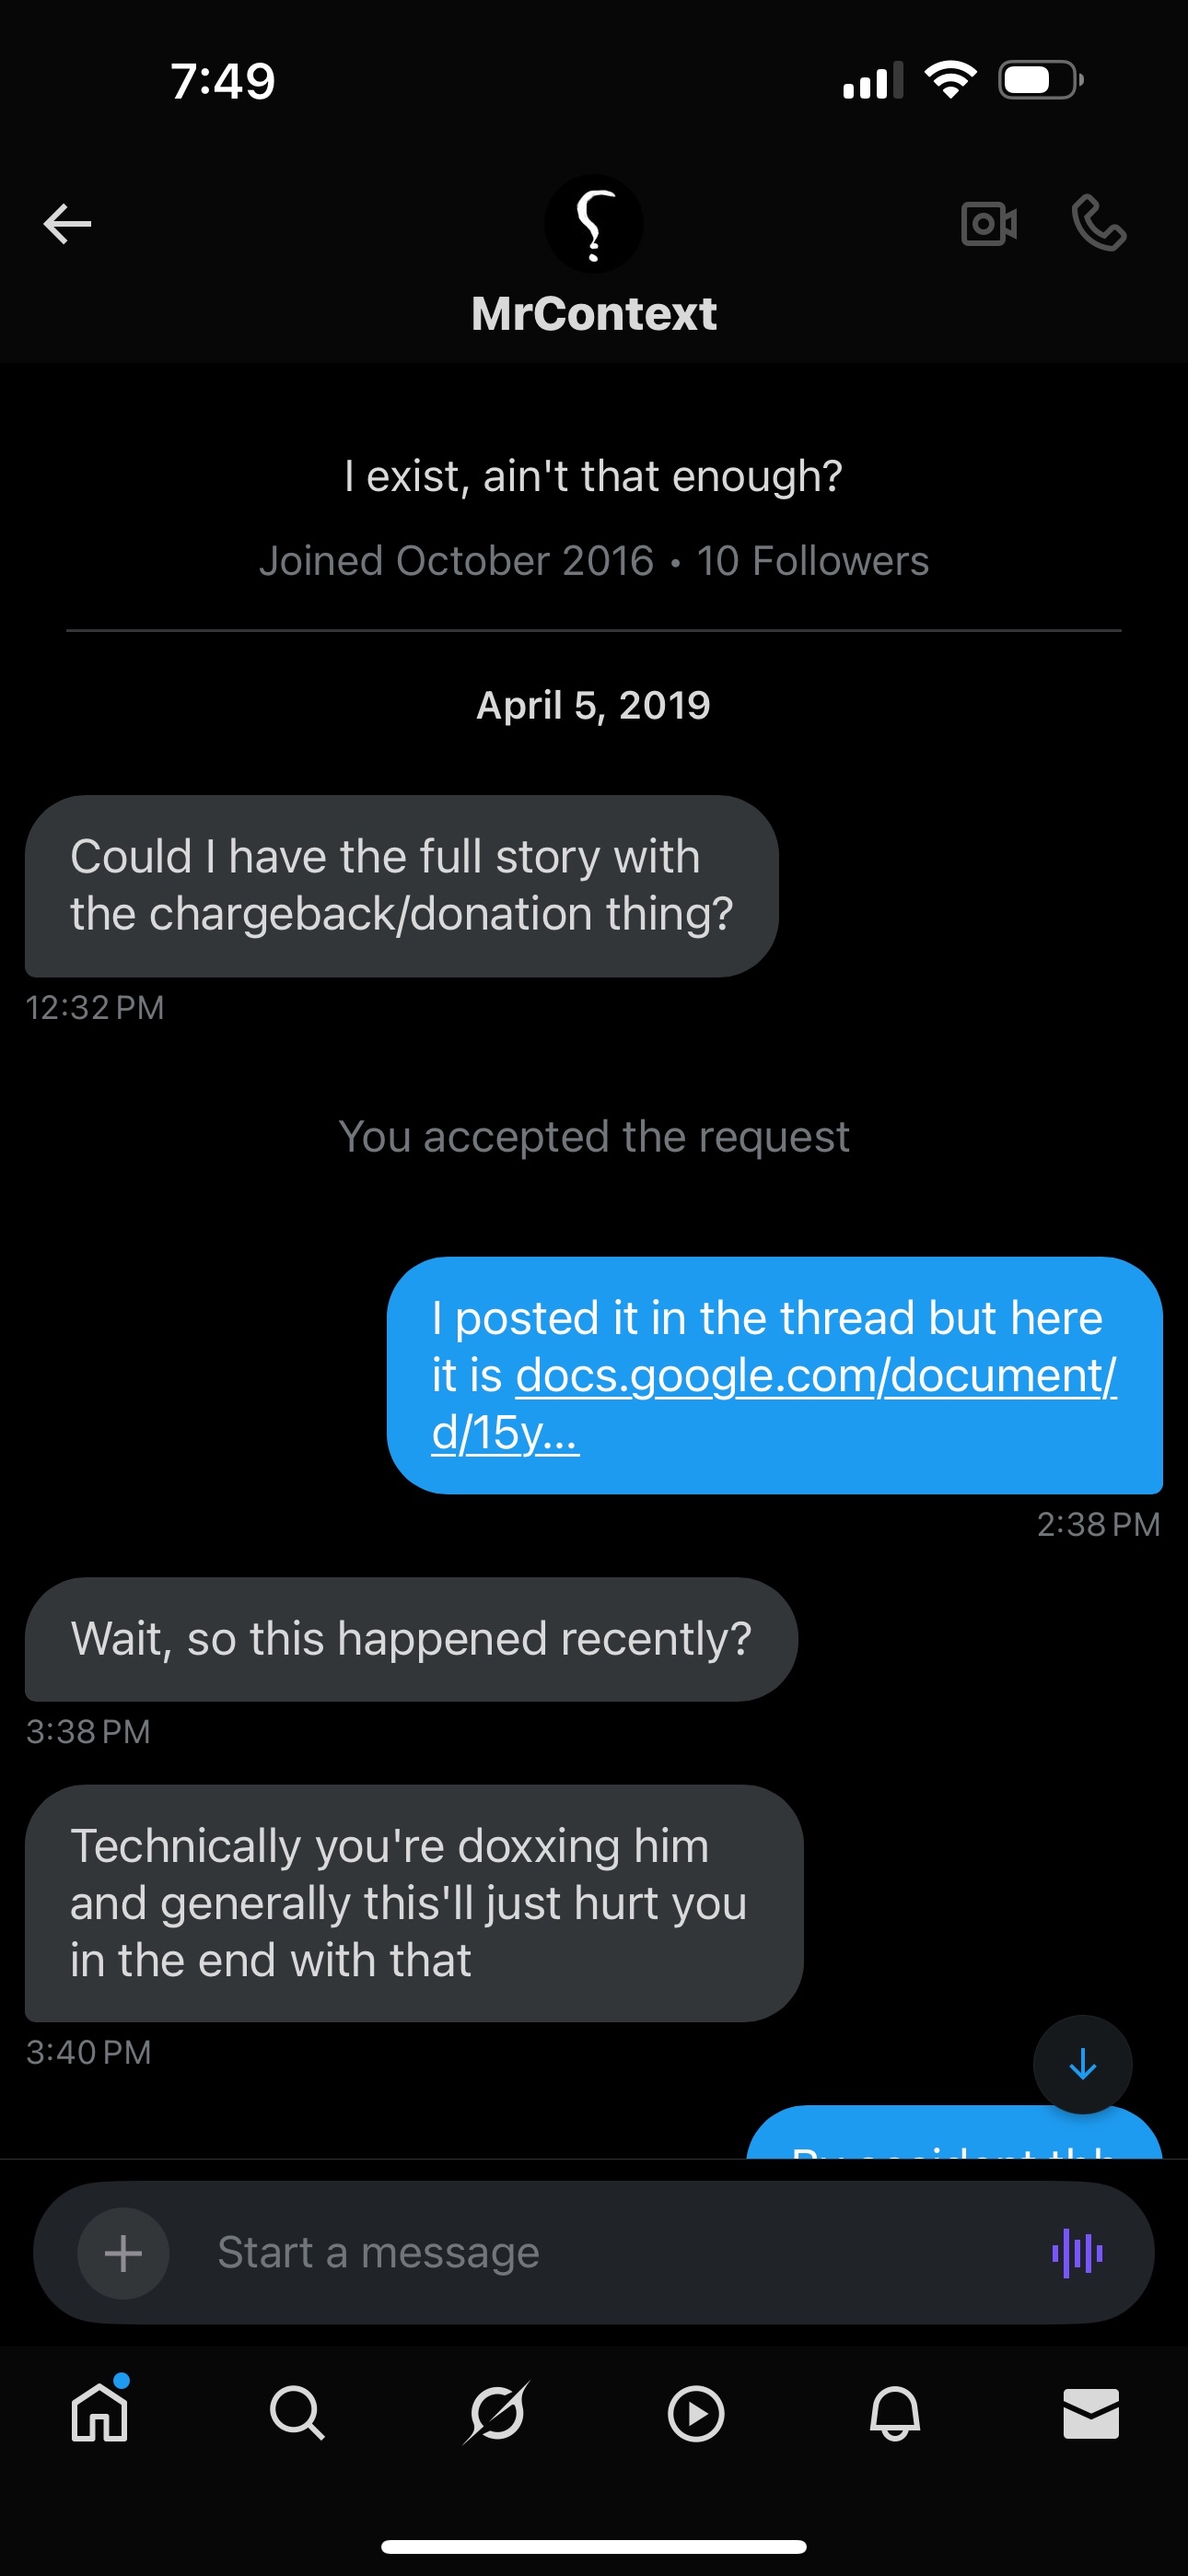 7:49
MrContext
I exist, ain't that enough?
Joined October 2016 • 10 Followers
April 5, 2019
Could I have the full story with
the chargeback/donation thing?
12:32 PM
You accepted the request
I posted it in the thread but here
it is docs.google.com/document/
d/15y...
2:38 PM
Wait, so this happened recently?
3:38 PM
Technically you're doxxing him
and generally this'll just hurt you
in the end with that
3:40 PM
By accident tbh
Start a message